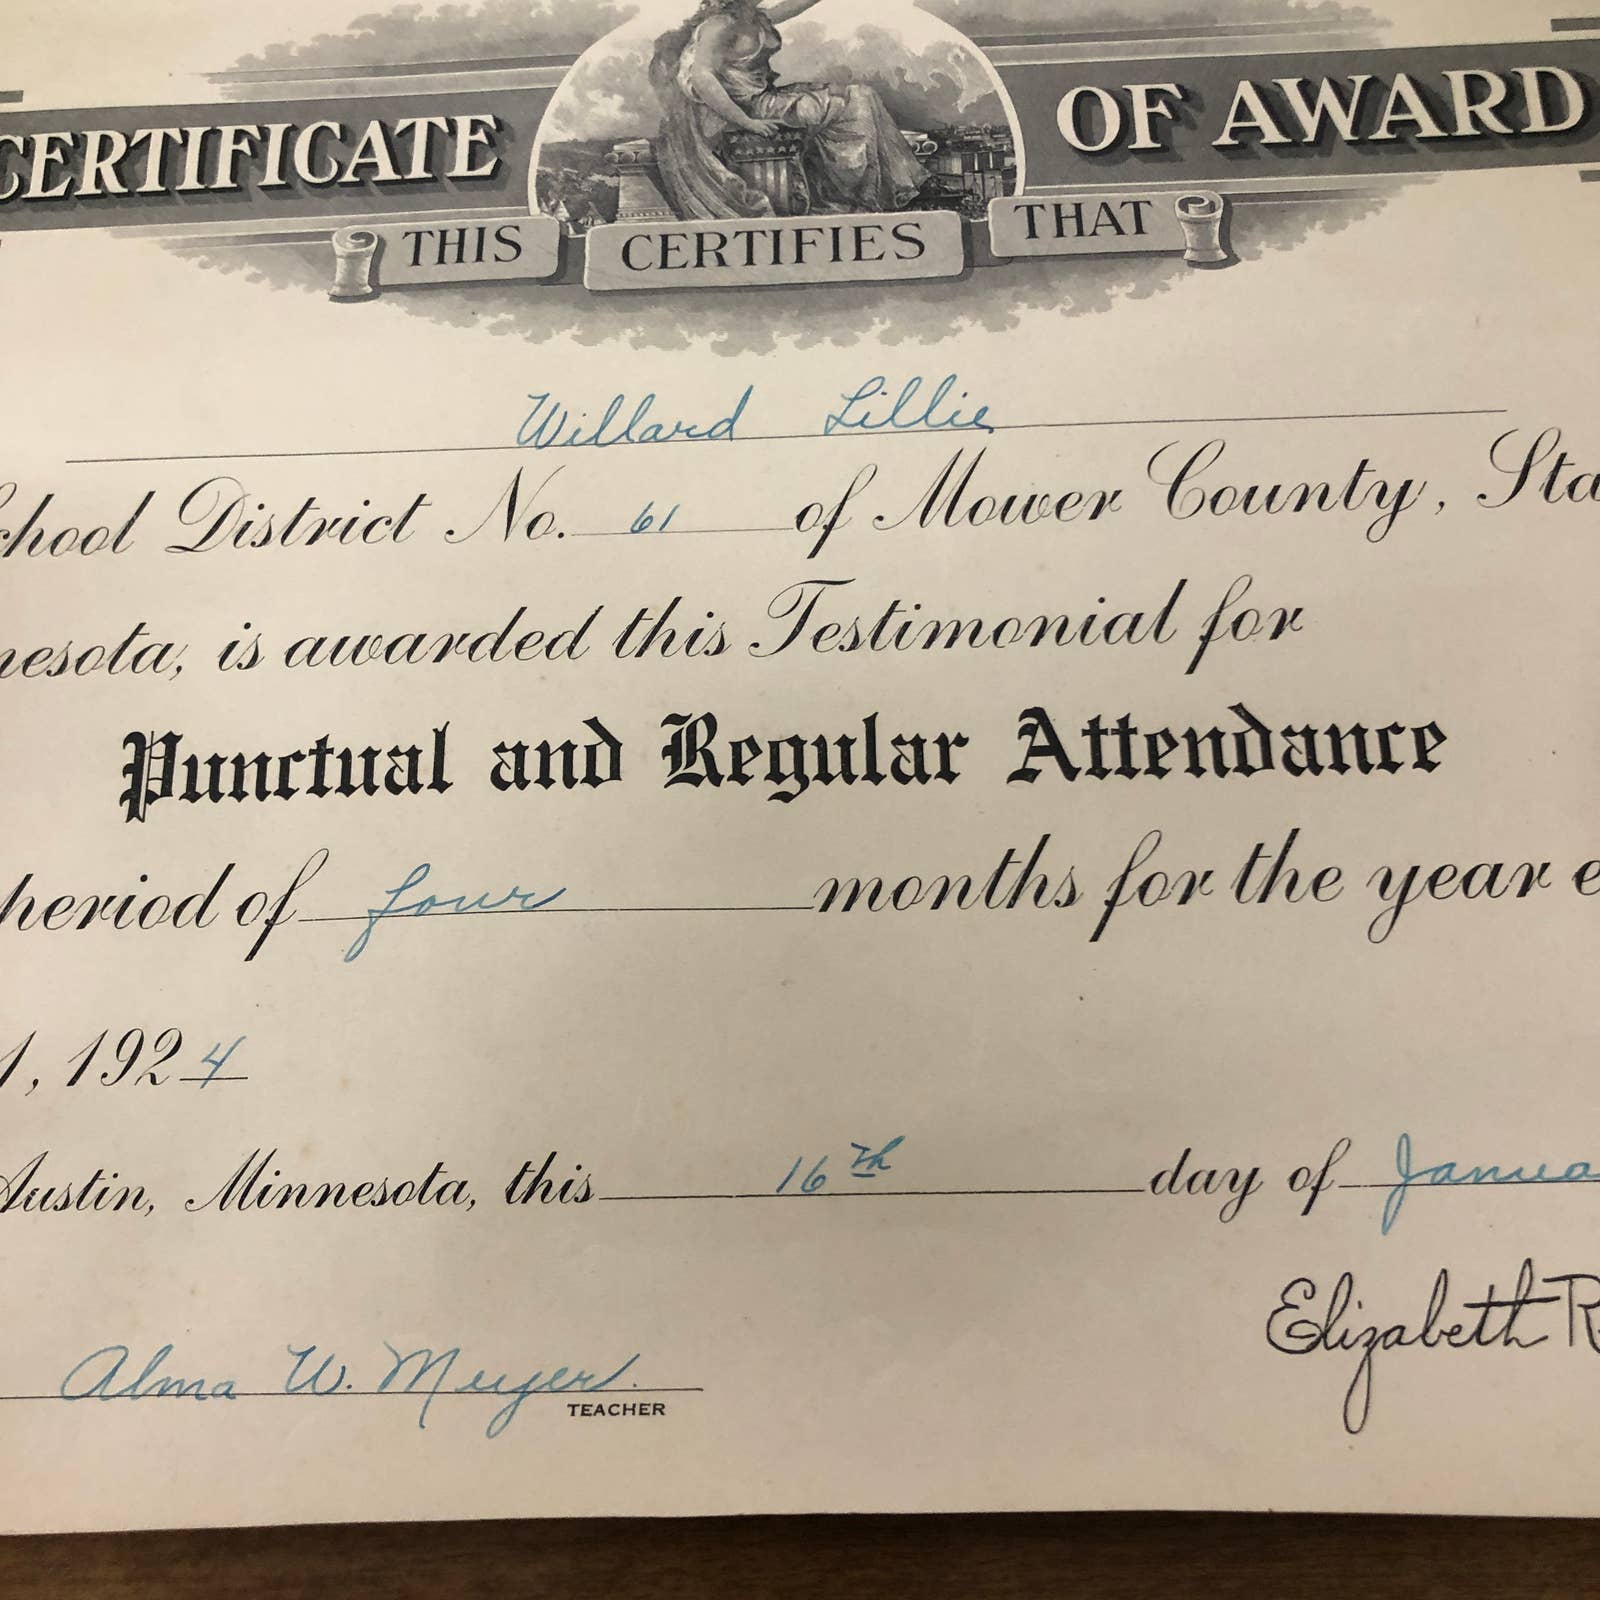 CERTIFICATE OF AWARD
THIS CERTIFIES THAT
Willard Lillie
School District No. 61 of Mower County, Sta
nesota, is awarded this Testimonial for
Punctual and Regular Attendance
period of four months for the year e
1, 1924
Austin, Minnesota, this 16th day of Janua
Elizabeth R
Alma W. Meyer.
TEACHER